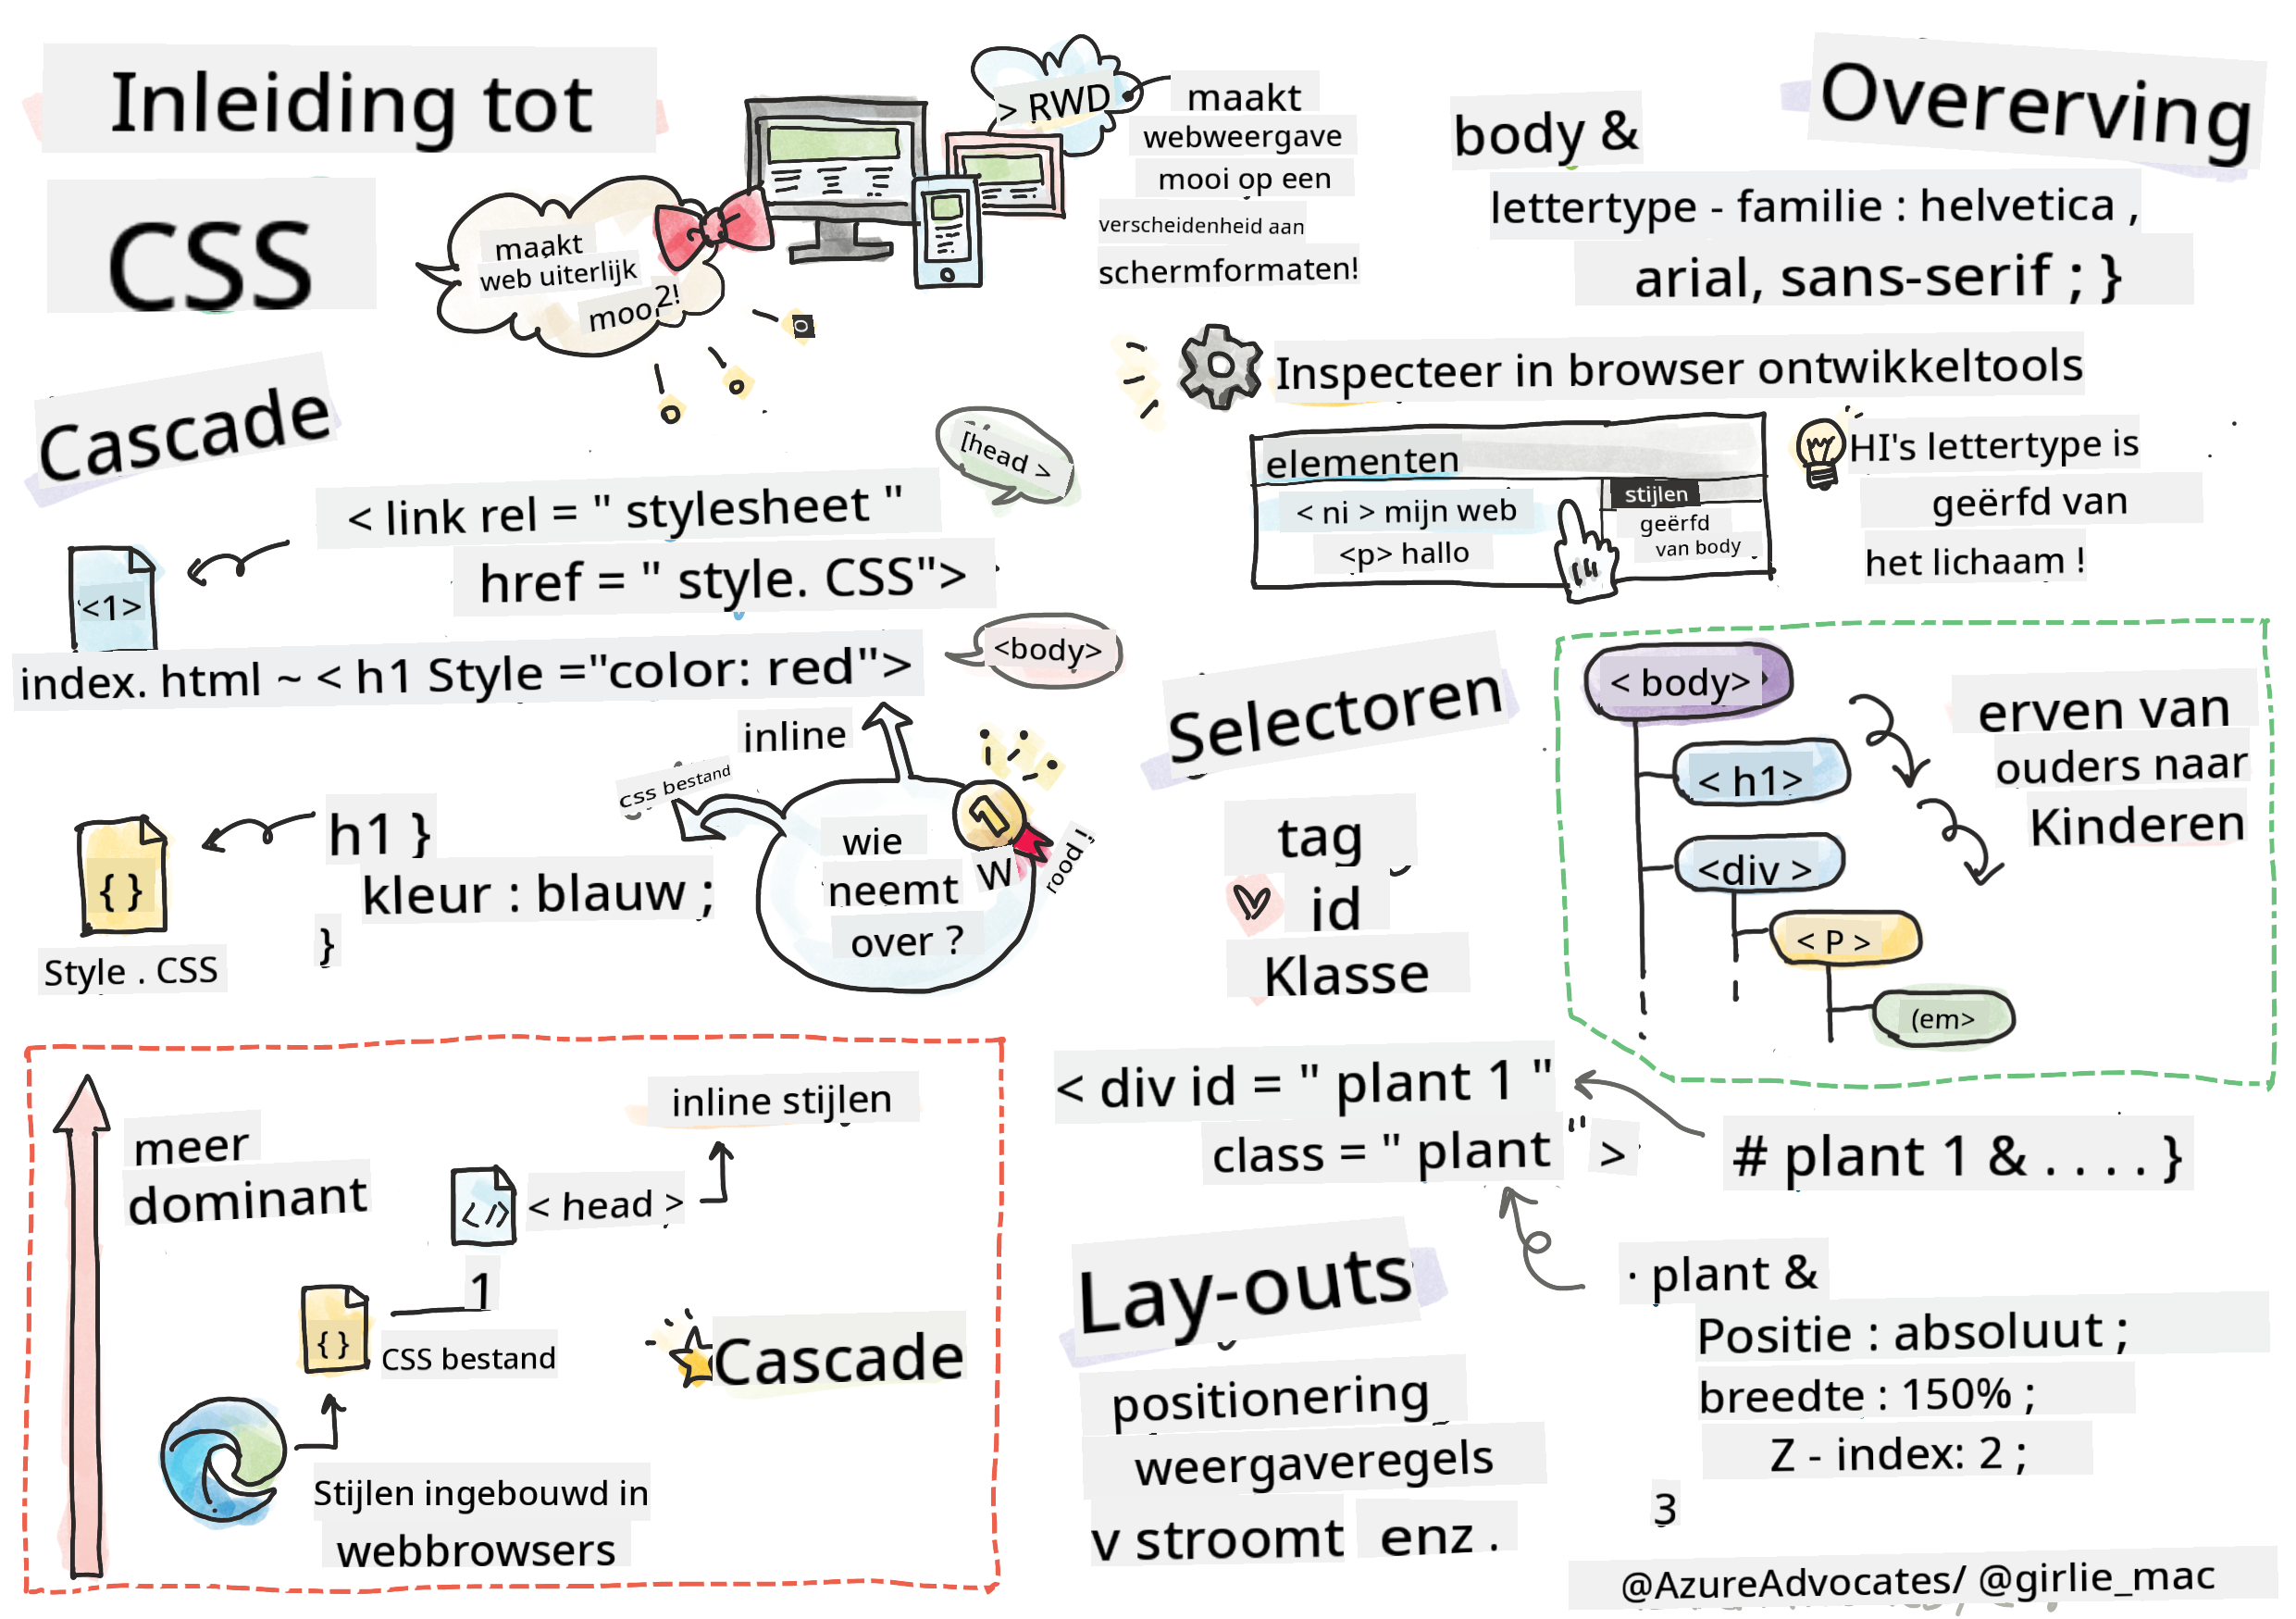 Inleiding tot
CSS
maakt
web uiterlijk
mooi
2!
> RWD
maakt
webweergave
mooi op een
verscheidenheid aan
schermformaten!
Overerving
body &
lettertype - familie : helvetica ,
arial, sans-serif ; }
Inspecteer in browser ontwikkeltools
elementen
< ni > mijn web
<p> hallo
stijlen
geërfd
van body
HI's lettertype is
geërfd van
het lichaam !
Cascade
[head >
< link rel = " stylesheet "
href = " style. CSS">
<1>
index. html ~ < h1 Style ="color: red">
<body>
inline
css bestand
h1 }
kleur : blauw ;
}
{ }
Style . CSS
wie
neemt
over ?
1
W
rood !
Selectoren
tag
id
Klasse
< body>
< h1>
<div >
< P >
(em>
erven van
ouders naar
Kinderen
meer
dominant
inline stijlen
</>
< head >
1
{ }
CSS bestand
Cascade
Stijlen ingebouwd in
webbrowsers
< div id = " plant 1 "
class = " plant " >
# plant 1 & . . . . }
Lay-outs
positionering
weergaveregels
v stroomt enz .
· plant &
Positie : absoluut ;
breedte : 150% ;
Z - index: 2 ;
3
@AzureAdvocates/ @girlie_mac